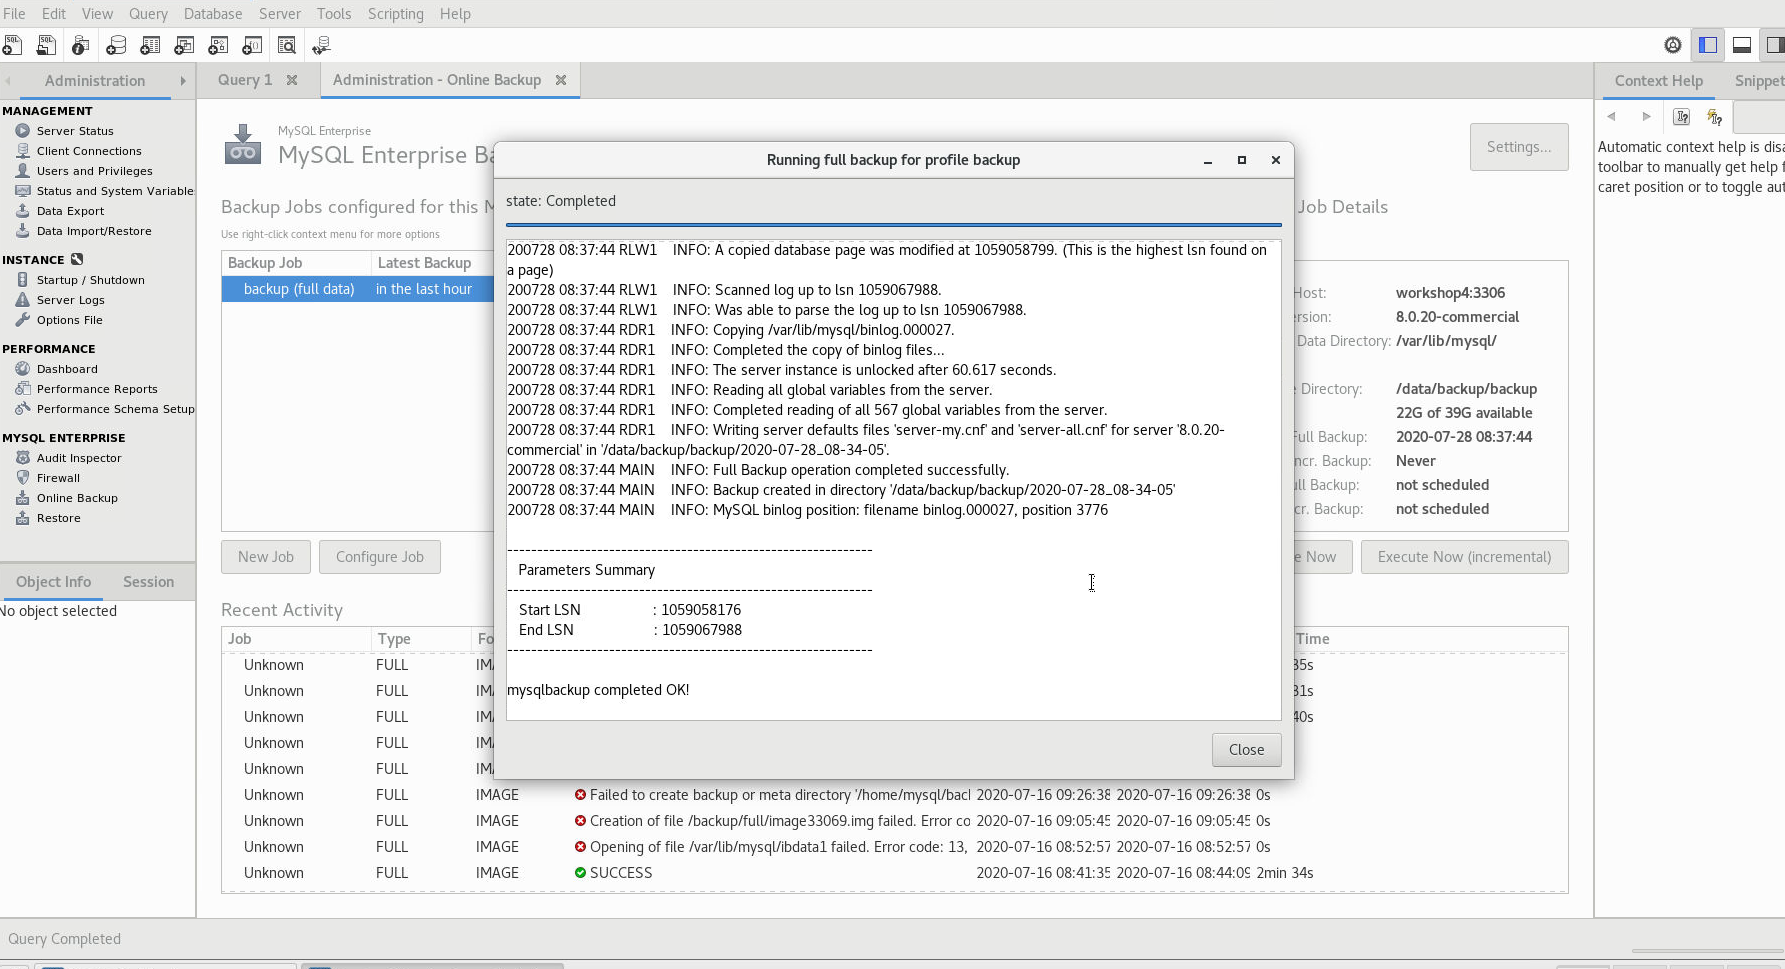 File Edit View Query Database Server Tools Scripting Help
Administration
Query 1
Administration - Online Backup
Context Help
Snippet
MANAGEMENT
Server Status
Client Connections
Users and Privileges
Status and System Variable
Data Export
Data Import/Restore
INSTANCE
Startup / Shutdown
Server Logs
Options File
PERFORMANCE
Dashboard
Performance Reports
Performance Schema Setup
MYSQL ENTERPRISE
Audit Inspector
Firewall
Online Backup
Restore
Object Info Session
No object selected
MySQL Enterprise
MySQL Enterprise Ba
Settings...
Backup Jobs configured for this M
Use right-click context menu for more options
Backup Job Latest Backup
backup (full data) in the last hour
New Job Configure Job
Running full backup for profile backup
state: Completed
200728 08:37:44 RLW1 INFO: A copied database page was modified at 1059058799. (This is the highest lsn found on
a page)
200728 08:37:44 RLW1 INFO: Scanned log up to lsn 1059067988.
200728 08:37:44 RLW1 INFO: Was able to parse the log up to lsn 1059067988.
200728 08:37:44 RDR1 INFO: Copying /var/lib/mysql/binlog.000027.
200728 08:37:44 RDR1 INFO: Completed the copy of binlog files...
200728 08:37:44 RDR1 INFO: The server instance is unlocked after 60.617 seconds.
200728 08:37:44 RDR1 INFO: Reading all global variables from the server.
200728 08:37:44 RDR1 INFO: Completed reading of all 567 global variables from the server.
200728 08:37:44 RDR1 INFO: Writing server defaults files 'server-my.cnf' and 'server-all.cnf' for server '8.0.20-
commercial' in '/data/backup/backup/2020-07-28_08-34-05'.
200728 08:37:44 MAIN INFO: Full Backup operation completed successfully.
200728 08:37:44 MAIN INFO: Backup created in directory '/data/backup/backup/2020-07-28_08-34-05'
200728 08:37:44 MAIN INFO: MySQL binlog position: filename binlog.000027, position 3776
-------------------------------------------------------------
Parameters Summary
-------------------------------------------------------------
Start LSN : 1059058176
End LSN : 1059067988
-------------------------------------------------------------
mysqlbackup completed OK!
Close
Job Details
Host: workshop4:3306
rsion: 8.0.20-commercial
Data Directory: /var/lib/mysql/
e Directory: /data/backup/backup
22G of 39G available
Full Backup: 2020-07-28 08:37:44
ncr. Backup: Never
ull Backup: not scheduled
cr. Backup: not scheduled
e Now Execute Now (incremental)
Recent Activity
Job Type Fo Time
Unknown FULL IMA 35s
Unknown FULL IMA 31s
Unknown FULL IMA 40s
Unknown FULL IMA
Unknown FULL IMA
Unknown FULL IMAGE Failed to create backup or meta directory '/home/mysql/bacl 2020-07-16 09:26:38 2020-07-16 09:26:38 0s
Unknown FULL IMAGE Creation of file /backup/full/image33069.img failed. Error co 2020-07-16 09:05:45 2020-07-16 09:05:45 0s
Unknown FULL IMAGE Opening of file /var/lib/mysql/ibdata1 failed. Error code: 13, 2020-07-16 08:52:57 2020-07-16 08:52:57 0s
Unknown FULL IMAGE SUCCESS 2020-07-16 08:41:35 2020-07-16 08:44:09 2min 34s
Automatic context help is disa
toolbar to manually get help f
caret position or to toggle aut
Query Completed